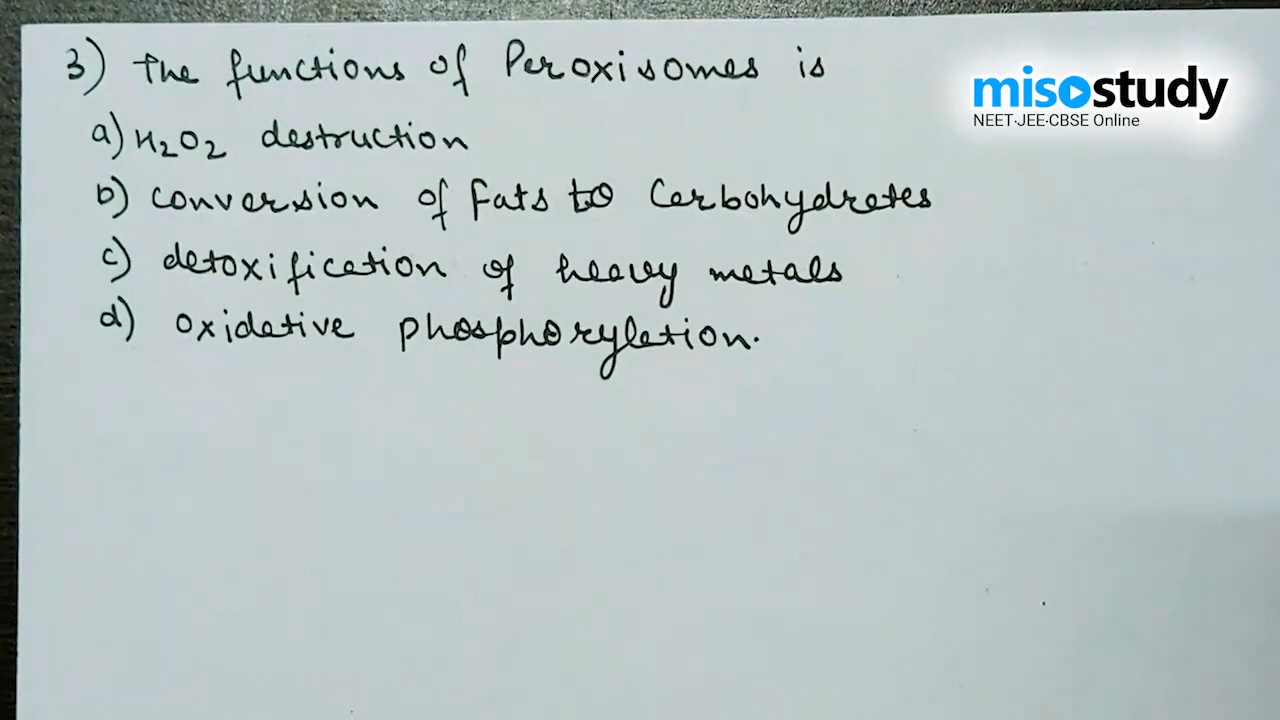 3) The functions of Peroxisomes is
misostudy
NEET-JEE-CBSE Online
a) H₂O₂ destruction
b) conversion of Fats to Carbohydrates
c) detoxification of heavy metals
d) oxidative phosphorylation.